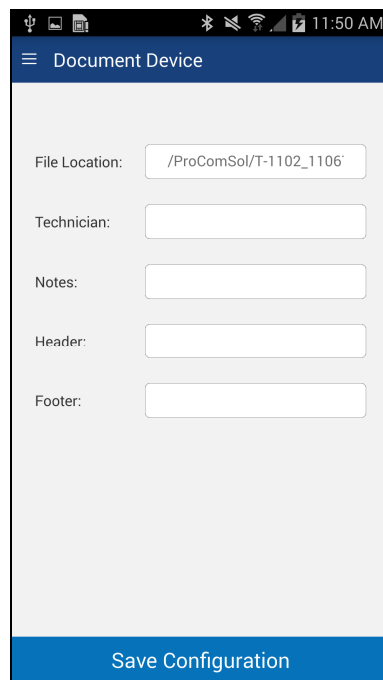 11:50 AM
Document Device
File Location: /ProComSol/T-1102_1106
Technician:
Notes:
Header:
Footer:
Save Configuration